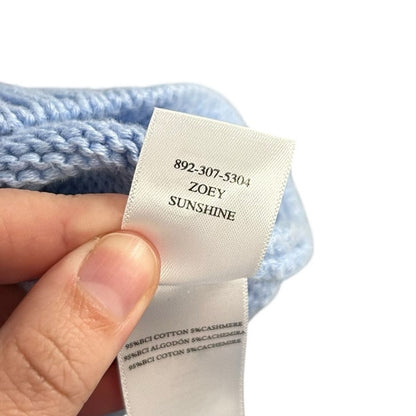 892-307-5304
ZOEY
SUNSHINE
95%BCI COTTON 5%CASHMERE
95%BCI ALGODÓN 5%CACHEMIRA
95%BCI COTON 5%CACHEMIRE